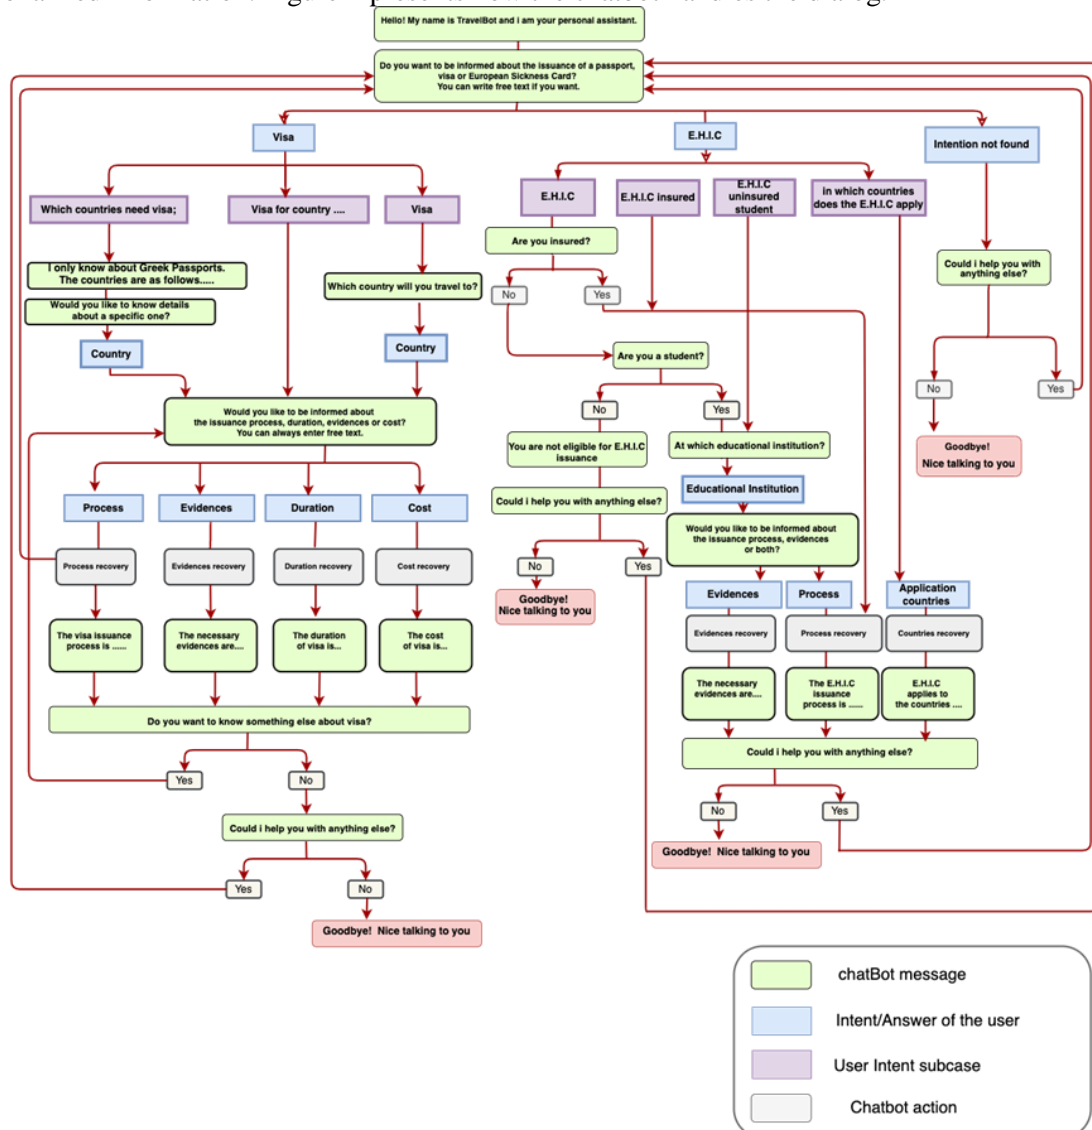 Hello! My name is TravelBot and i am your personal assistant.
Do you want to be informed about the issuance of a passport,
visa or European Sickness Card?
You can write free text if you want.
Visa
E.H.I.C
Intention not found
Which countries need visa;
Visa for country ....
Visa
E.H.I.C
E.H.I.C insured
E.H.I.C
uninsured
student
in which countries
does the E.H.I.C apply
I only know about Greek Passports.
The countries are as follows.....
Would you like to know details
about a specific one?
Country
Which country will you travel to?
Country
Are you insured?
No
Yes
Are you a student?
No
Yes
You are not eligible for E.H.I.C
issuance
Could i help you with anything else?
No
Yes
Goodbye!
Nice talking to you
At which educational institution?
Educational Institution
Would you like to be informed about
the issuance process, evidences
or both?
Could i help you with
anything else?
No
Yes
Goodbye!
Nice talking to you
Would you like to be informed about
the issuance process, duration, evidences or cost?
You can always enter free text.
Process
Evidences
Duration
Cost
Process recovery
Evidences recovery
Duration recovery
Cost recovery
The visa issuance
process is ......
The necessary
evidences are....
The duration
of visa is...
The cost
of visa is...
Do you want to know something else about visa?
Yes
No
Could i help you with anything else?
Yes
No
Goodbye! Nice talking to you
Evidences
Process
Application
countries
Evidences recovery
Process recovery
Countries recovery
The necessary
evidences are....
The E.H.I.C
issuance
process is ......
E.H.I.C
applies to
the countries ....
Could i help you with anything else?
No
Yes
Goodbye! Nice talking to you
chatBot message
Intent/Answer of the user
User Intent subcase
Chatbot action